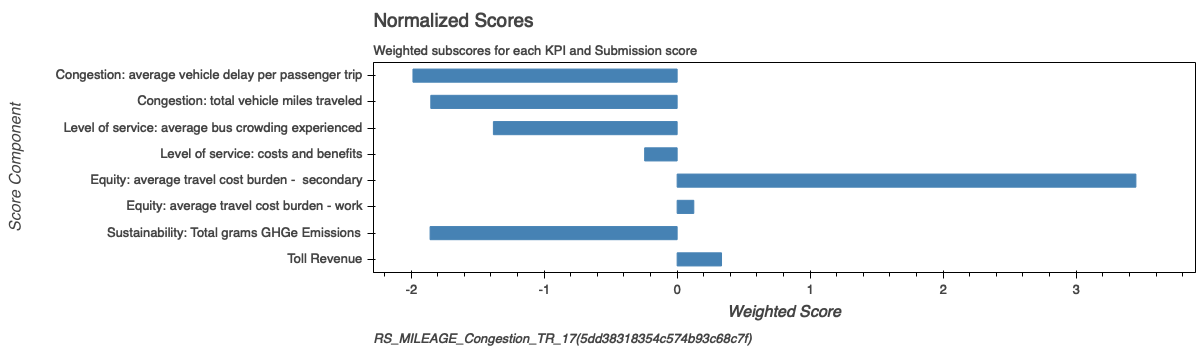 Normalized Scores
Weighted subscores for each KPI and Submission score
Score Component
Congestion: average vehicle delay per passenger trip
Congestion: total vehicle miles traveled
Level of service: average bus crowding experienced
Level of service: costs and benefits
Equity: average travel cost burden -  secondary
Equity: average travel cost burden - work
Sustainability: Total grams GHGe Emissions
Toll Revenue
-2 -1 0 1 2 3
Weighted Score
RS_MILEAGE_Congestion_TR_17(5dd38318354c574b93c68c7f)